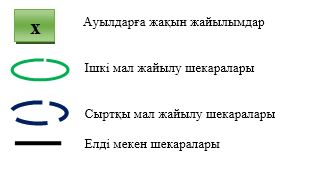 х Ауылдарға жақын жайылымдар
Ішкі мал жайылу шекаралары
Сыртқы мал жайылу шекаралары
Елді мекен шекаралары